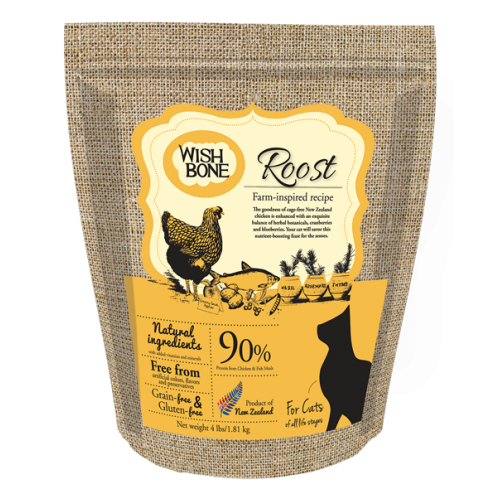 WISH
BONE
Roost
Farm-inspired recipe
The goodness of cage-free New Zealand
chicken is enhanced with an exquisite
balance of herbal botanicals, cranberries
and blueberries. Your cat will savor this
nutrient-boosting feast for the senses.
BASIL
ROSEMARY
THYME
Natural
ingredients
with added vitamins and minerals
Free from
artificial colors, flavors
and preservatives
Grain-free &
Gluten-free
90%
Protein from Chicken & Fish Meals
Product of
New Zealand
For Cats
of all life stages
Net weight 4 lbs/1.81 kg